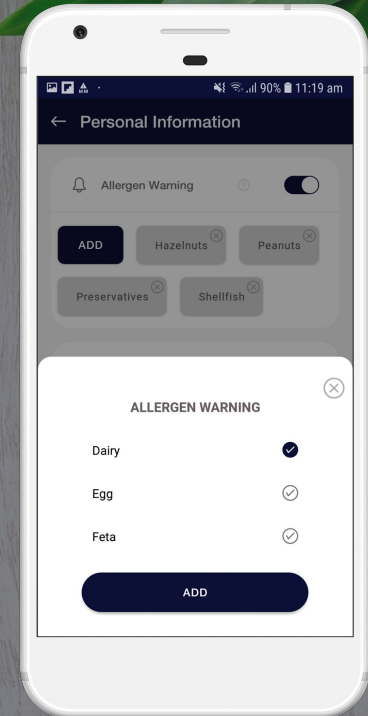 90% 11:19 am
Personal Information
Allergen Warning
ADD
Hazelnuts
Peanuts
Preservatives
Shellfish
ALLERGEN WARNING
Dairy
Egg
Feta
ADD